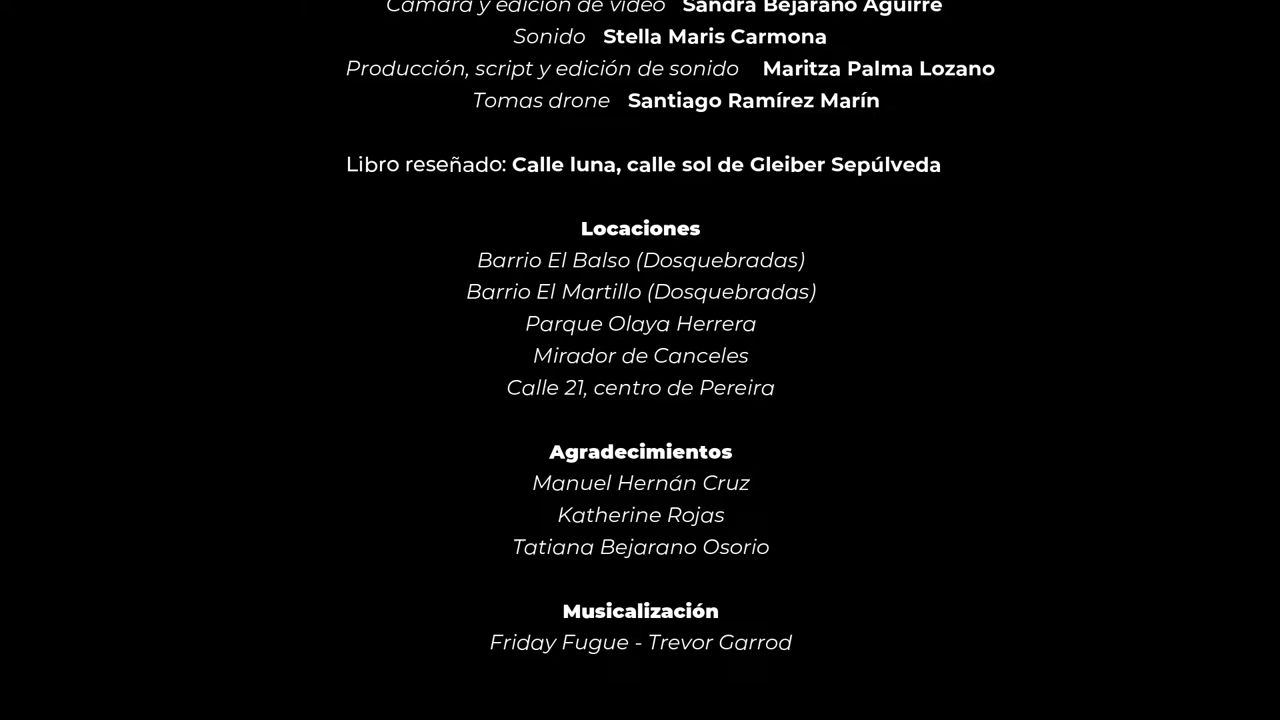 Cámara y edición de video Sandra Bejarano Aguirre
Sonido Stella Maris Carmona
Producción, script y edición de sonido Maritza Palma Lozano
Tomas drone Santiago Ramírez Marín
Libro reseñado: Calle luna, calle sol de Gleiber Sepúlveda
Locaciones
Barrio El Balso (Dosquebradas)
Barrio El Martillo (Dosquebradas)
Parque Olaya Herrera
Mirador de Canceles
Calle 21, centro de Pereira
Agradecimientos
Manuel Hernán Cruz
Katherine Rojas
Tatiana Bejarano Osorio
Musicalización
Friday Fugue - Trevor Garrod